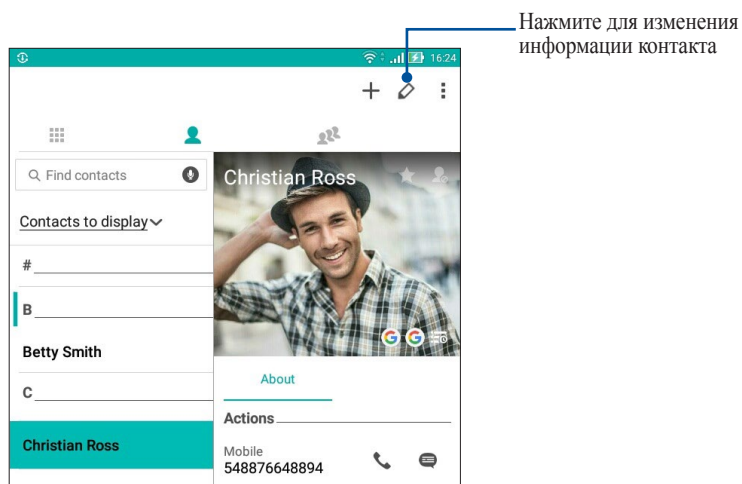 Нажмите для изменения
информации контакта
16:24
Find contacts
Contacts to display
#
B
Betty Smith
C
Christian Ross
Christian Ross
G G
About
Actions
Mobile
548876648894